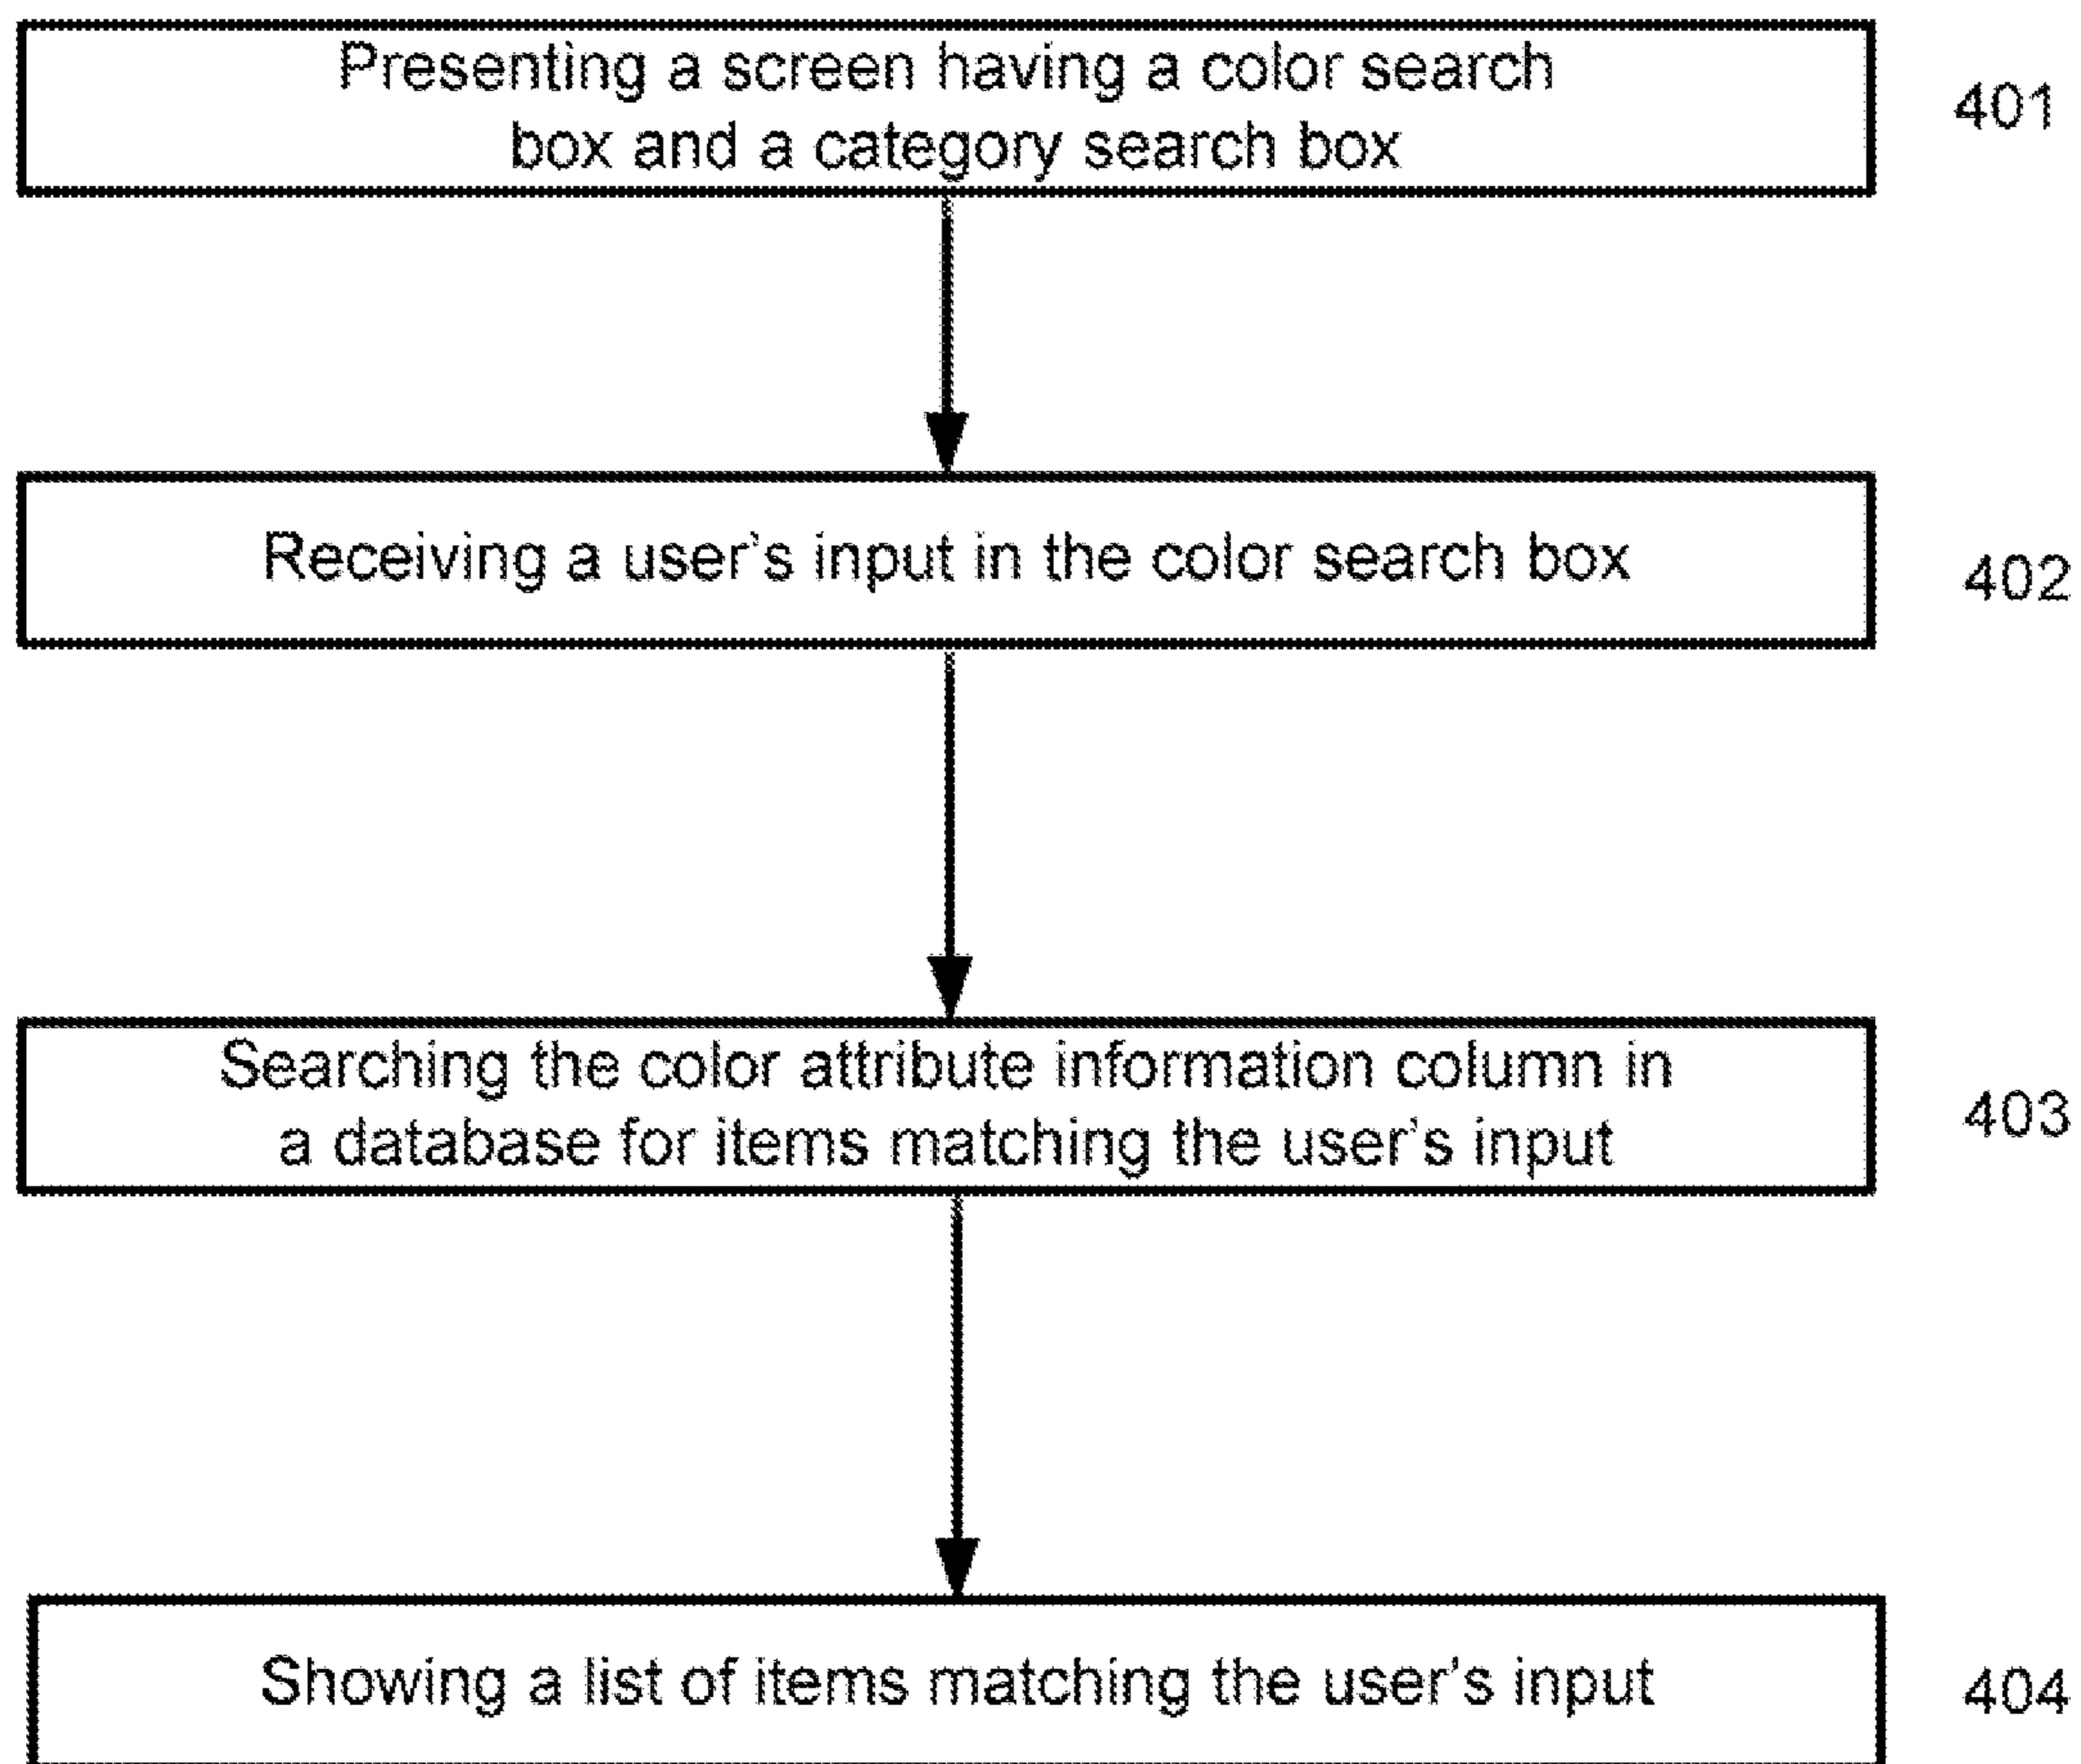 Presenting a screen having a color search
box and a category search box
401
Receiving a user's input in the color search box
402
Searching the color attribute information column in
a database for items matching the user's input
403
Showing a list of items matching the user's input
404